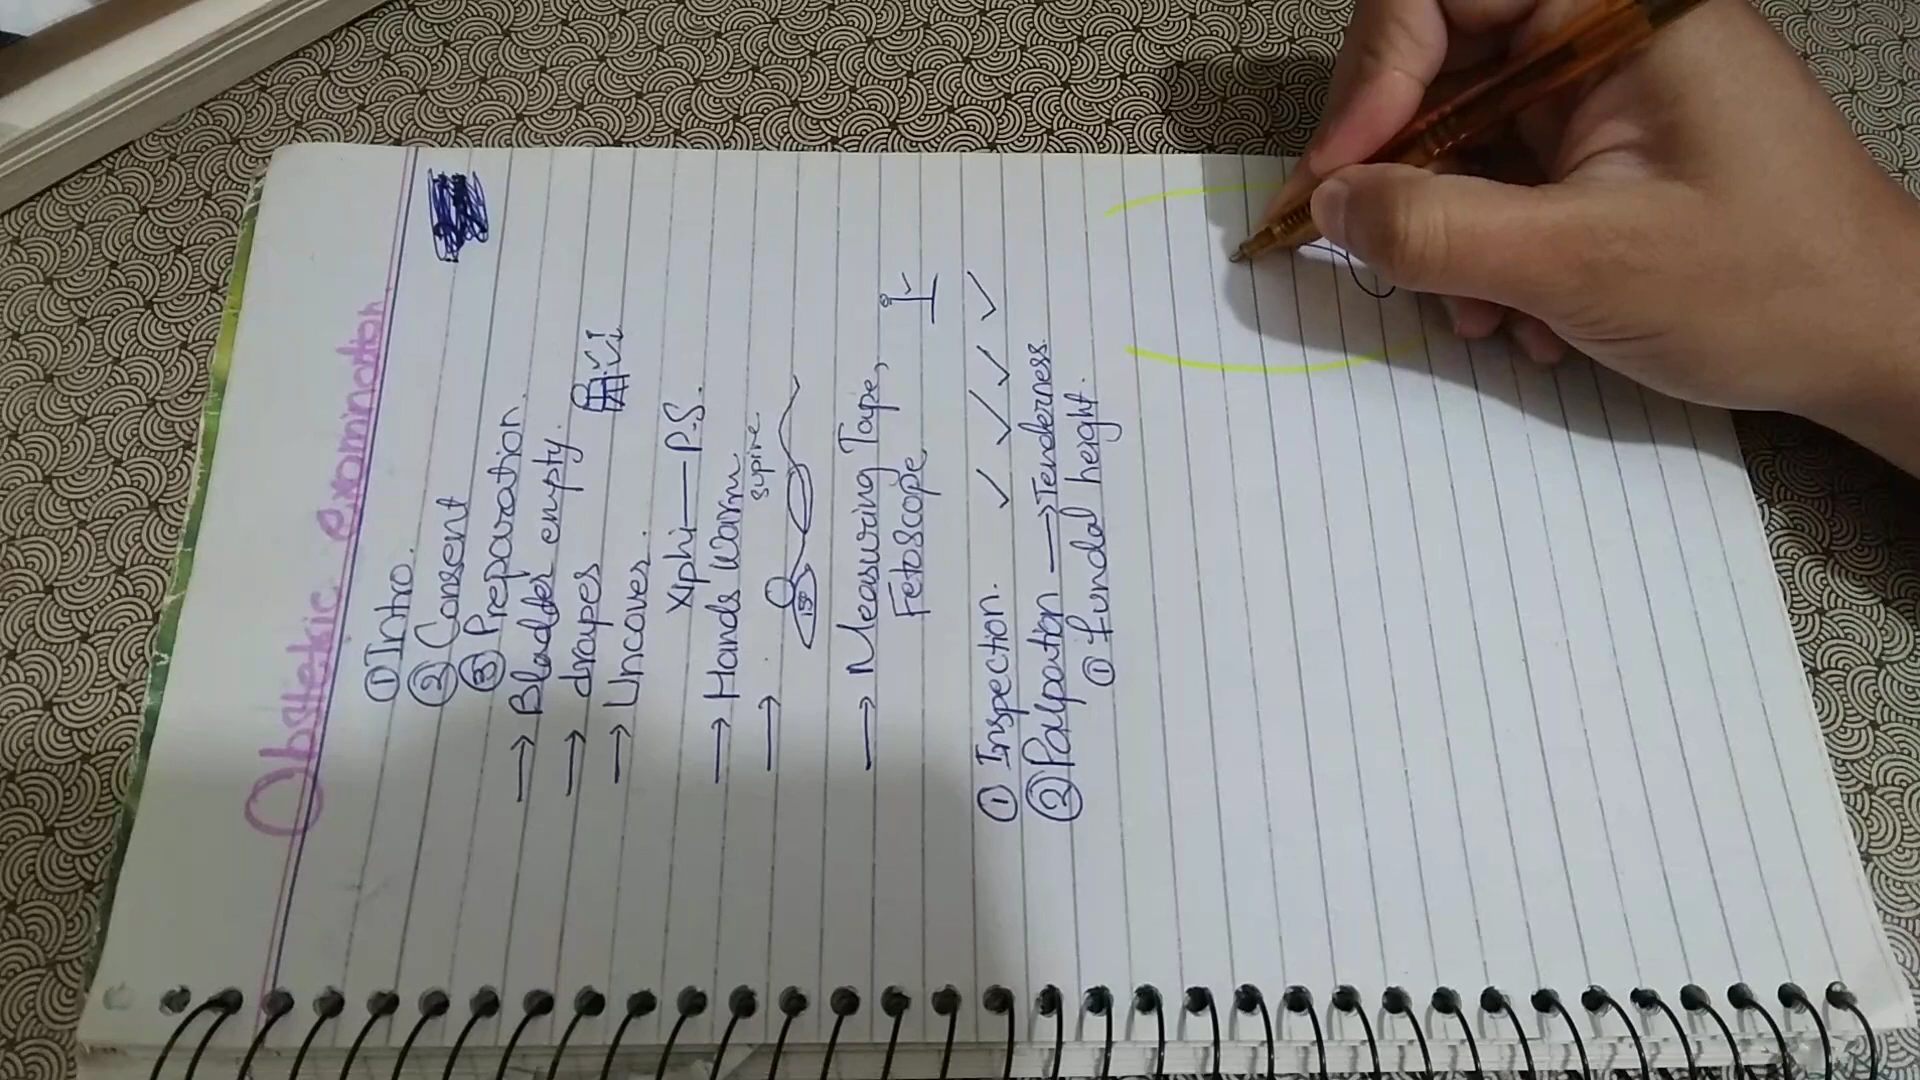 Obstetric Examination.
① Intro.
② Consent
③ Preparation.
→ Bladder empty.
→ drapes
→ Uncover.
Xiphi — P.S.
→ Hands Warm
→ supine
15°
→ Measuring Tape,
Fetoscope
① Inspection. ✓ ✓ ✓ ✓
② Palpation → Tenderness.
① fundal height.